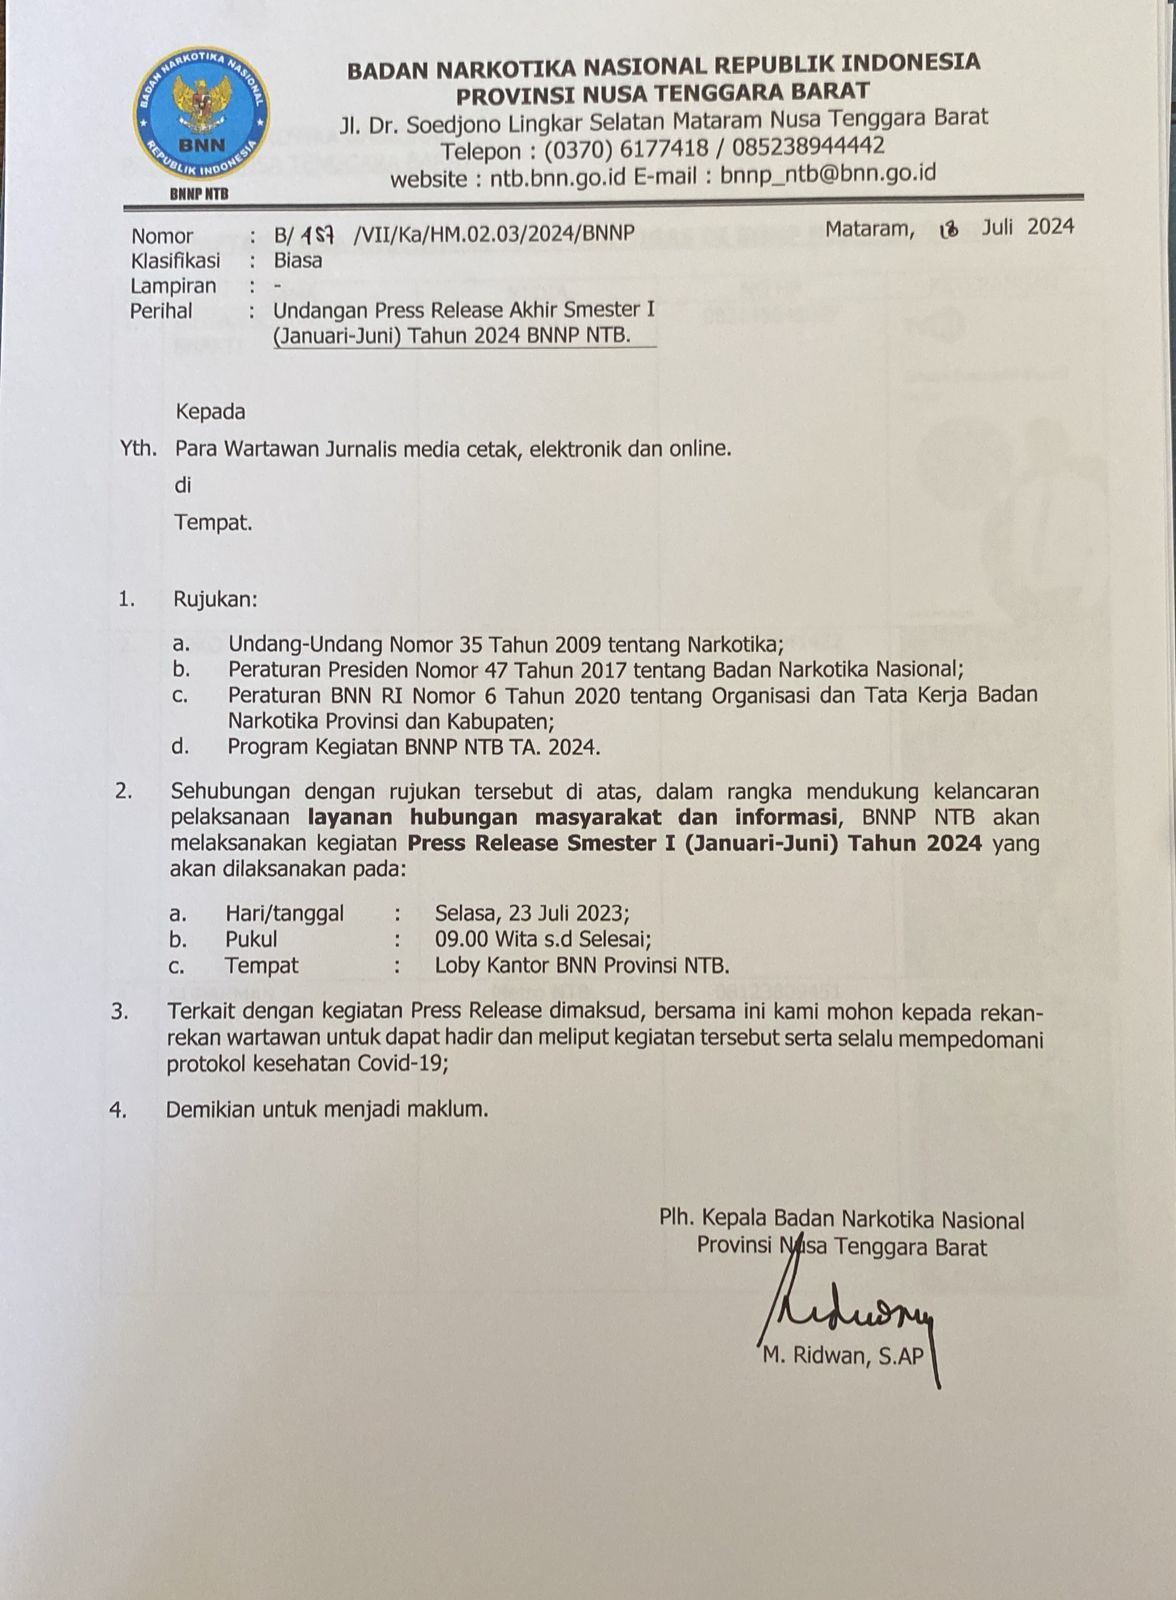 BADAN NARKOTIKA NASIONAL
BNN
REPUBLIK INDONESIA
BNNP NTB
BADAN NARKOTIKA NASIONAL REPUBLIK INDONESIA
PROVINSI NUSA TENGGARA BARAT
Jl. Dr. Soedjono Lingkar Selatan Mataram Nusa Tenggara Barat
Telepon : (0370) 6177418 / 085238944442
website : ntb.bnn.go.id E-mail : bnnp_ntb@bnn.go.id
Nomor : B/ 157 /VII/Ka/HM.02.03/2024/BNNP Mataram, 18 Juli 2024
Klasifikasi : Biasa
Lampiran : -
Perihal : Undangan Press Release Akhir Smester I
(Januari-Juni) Tahun 2024 BNNP NTB.
Kepada
Yth. Para Wartawan Jurnalis media cetak, elektronik dan online.
di
Tempat.
1. Rujukan:
a. Undang-Undang Nomor 35 Tahun 2009 tentang Narkotika;
b. Peraturan Presiden Nomor 47 Tahun 2017 tentang Badan Narkotika Nasional;
c. Peraturan BNN RI Nomor 6 Tahun 2020 tentang Organisasi dan Tata Kerja Badan
Narkotika Provinsi dan Kabupaten;
d. Program Kegiatan BNNP NTB TA. 2024.
2. Sehubungan dengan rujukan tersebut di atas, dalam rangka mendukung kelancaran
pelaksanaan layanan hubungan masyarakat dan informasi, BNNP NTB akan
melaksanakan kegiatan Press Release Smester I (Januari-Juni) Tahun 2024 yang
akan dilaksanakan pada:
a. Hari/tanggal : Selasa, 23 Juli 2023;
b. Pukul : 09.00 Wita s.d Selesai;
c. Tempat : Loby Kantor BNN Provinsi NTB.
3. Terkait dengan kegiatan Press Release dimaksud, bersama ini kami mohon kepada rekan-
rekan wartawan untuk dapat hadir dan meliput kegiatan tersebut serta selalu mempedomani
protokol kesehatan Covid-19;
4. Demikian untuk menjadi maklum.
Plh. Kepala Badan Narkotika Nasional
Provinsi Nusa Tenggara Barat
M. Ridwan, S.AP